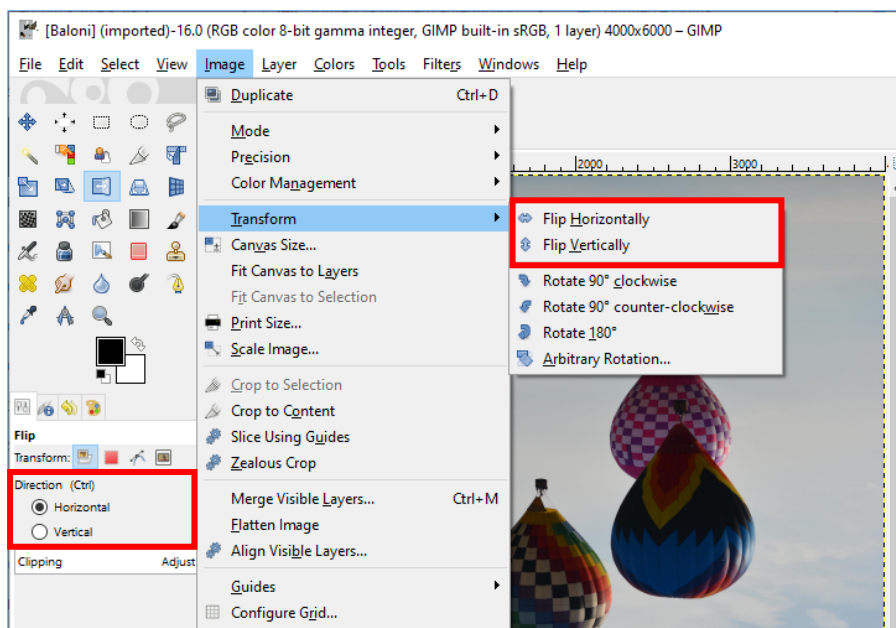 [Baloni] (imported)-16.0 (RGB color 8-bit gamma integer, GIMP built-in sRGB, 1 layer) 4000x6000 – GIMP
File Edit Select View Image Layer Colors Tools Filters Windows Help
Duplicate Ctrl+D
Mode
Precision
Color Management
Transform
Canvas Size...
Fit Canvas to Layers
Fit Canvas to Selection
Print Size...
Scale Image...
Crop to Selection
Crop to Content
Slice Using Guides
Zealous Crop
Merge Visible Layers... Ctrl+M
Flatten Image
Align Visible Layers...
Guides
Configure Grid...
2000 3000
Flip Horizontally
Flip Vertically
Rotate 90° clockwise
Rotate 90° counter-clockwise
Rotate 180°
Arbitrary Rotation...
Flip
Transform:
Direction (Ctrl)
Horizontal
Vertical
Clipping Adjust